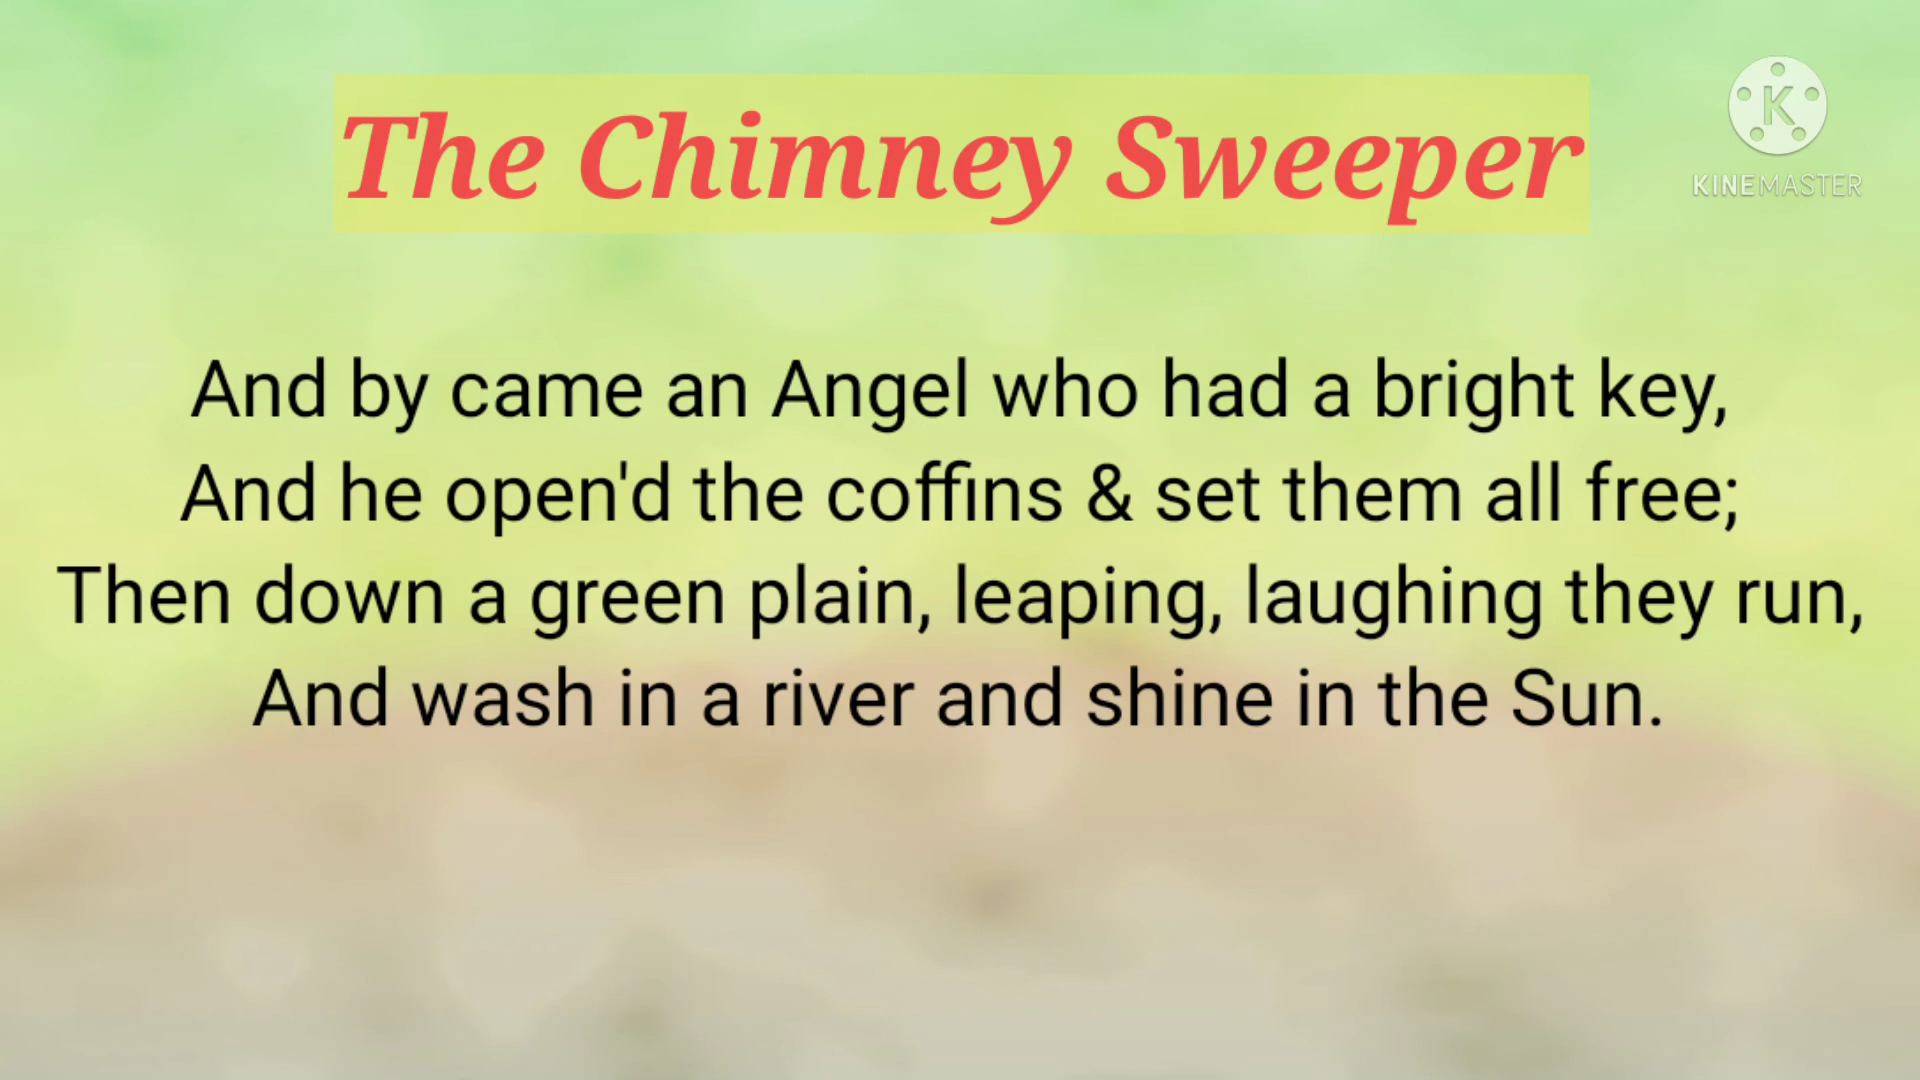 The Chimney Sweeper
K
KINEMASTER
And by came an Angel who had a bright key,
And he open'd the coffins & set them all free;
Then down a green plain, leaping, laughing they run,
And wash in a river and shine in the Sun.